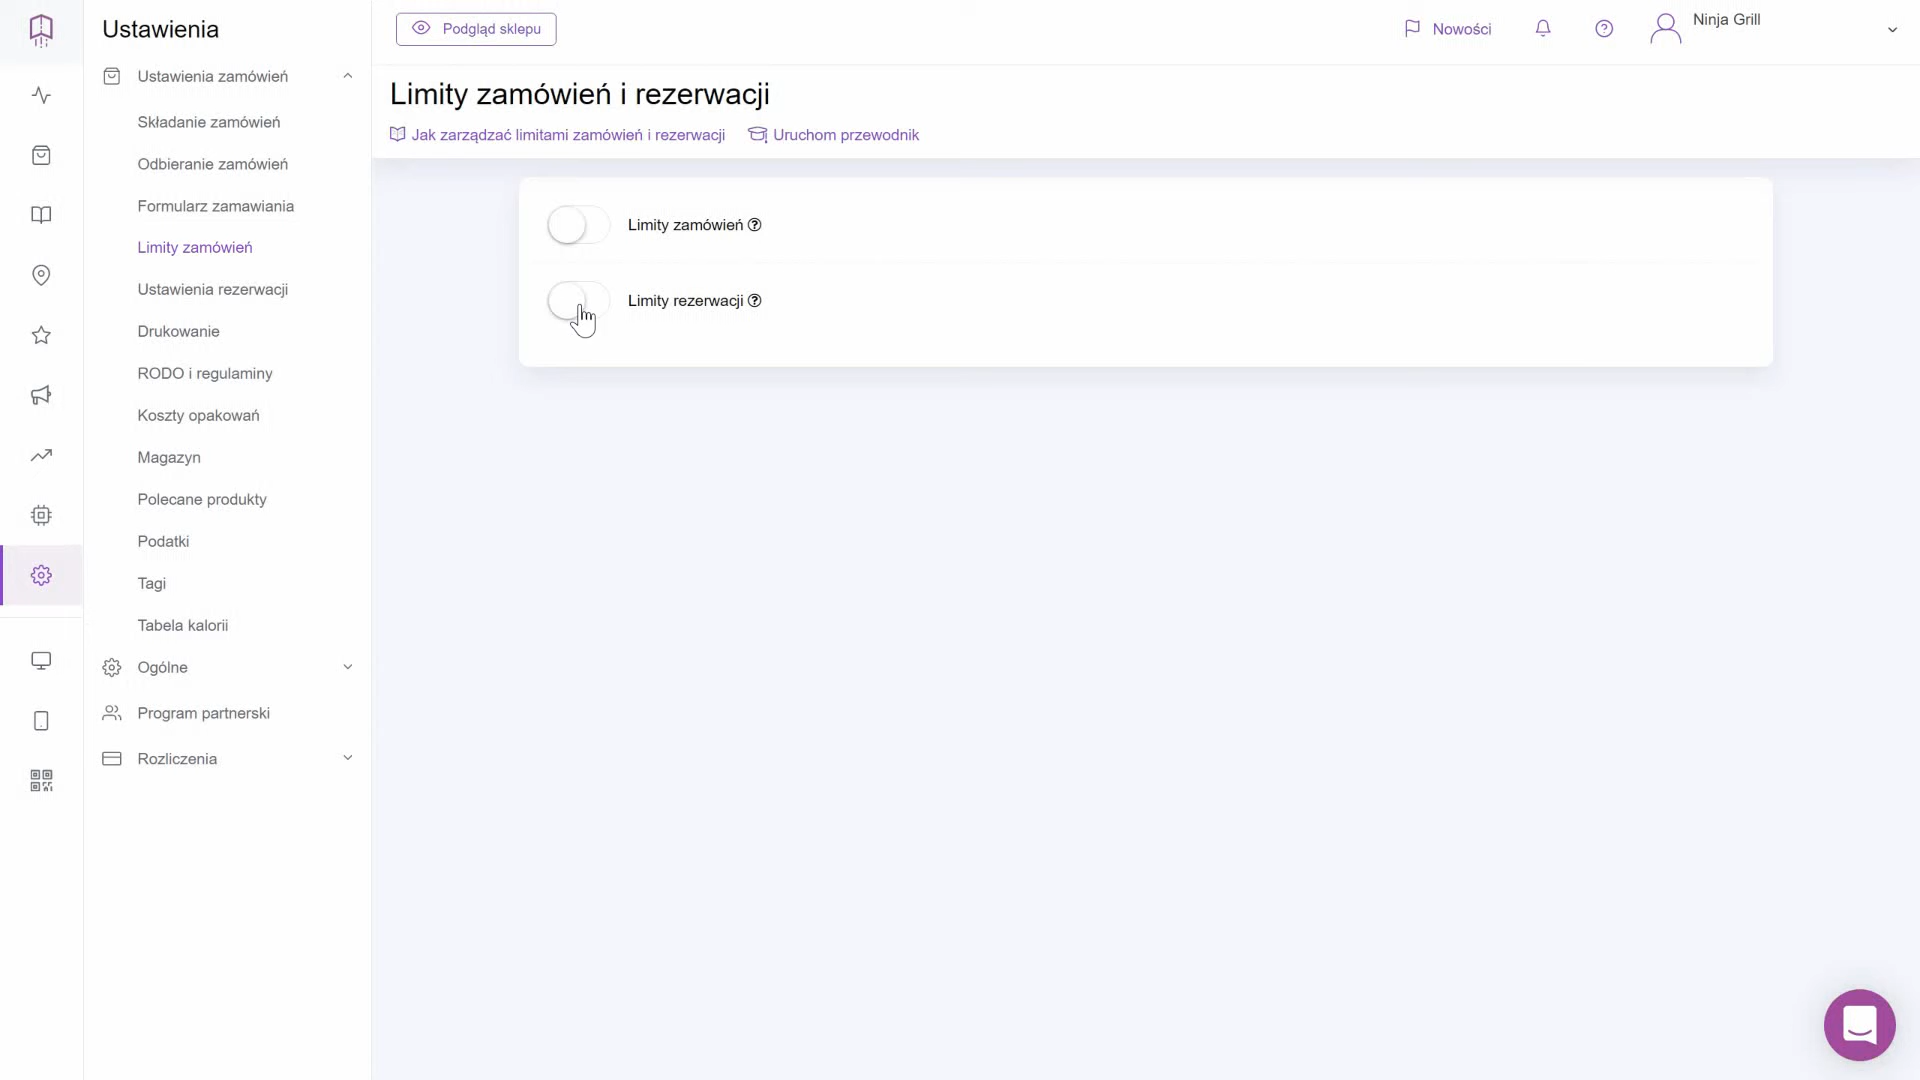 Ustawienia
Ustawienia zamówień
Składanie zamówień
Odbieranie zamówień
Formularz zamawiania
Limity zamówień
Ustawienia rezerwacji
Drukowanie
RODO i regulaminy
Koszty opakowań
Magazyn
Polecane produkty
Podatki
Tagi
Tabela kalorii
Ogólne
Program partnerski
Rozliczenia
Podgląd sklepu
Nowości
Ninja Grill
Limity zamówień i rezerwacji
Jak zarządzać limitami zamówień i rezerwacji
Uruchom przewodnik
Limity zamówień
Limity rezerwacji